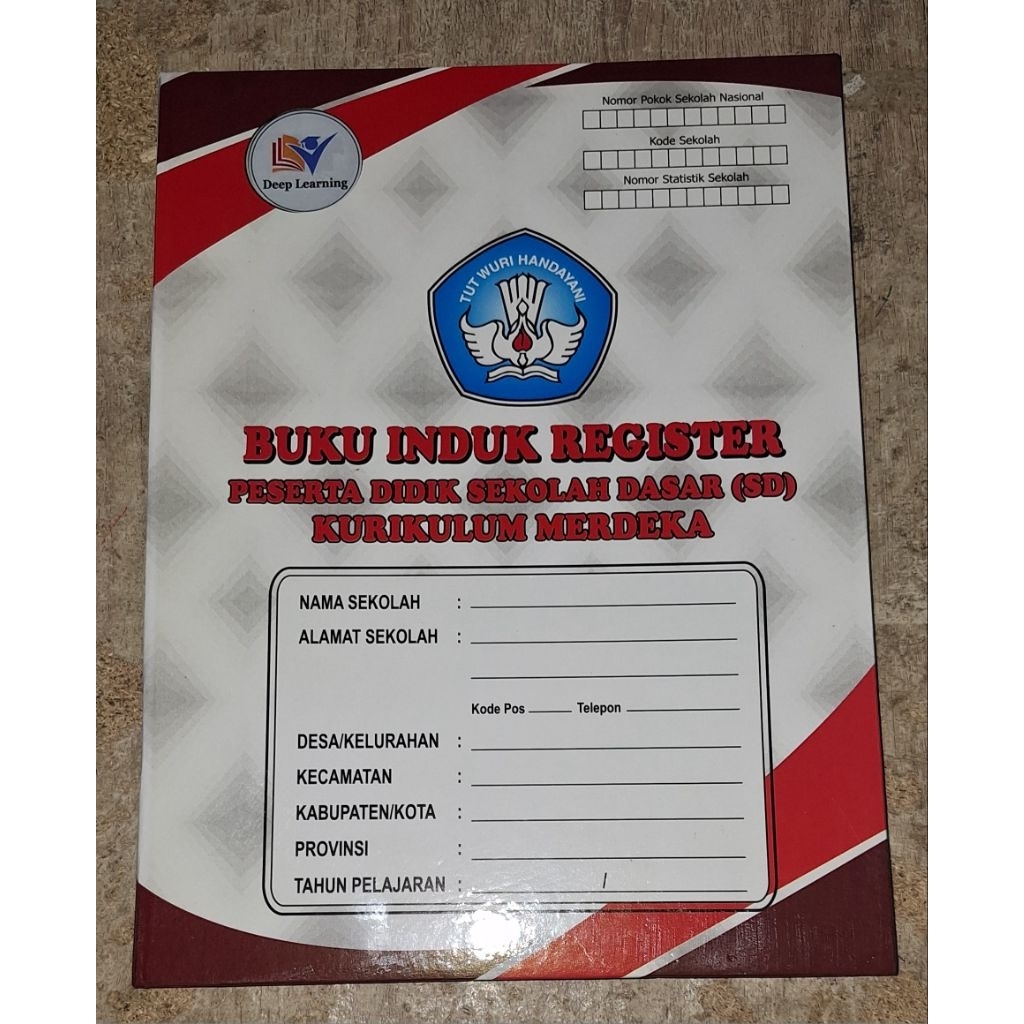 Deep Learning
Nomor Pokok Sekolah Nasional
Kode Sekolah
Nomor Statistik Sekolah
TUT WURI HANDAYANI
BUKU INDUK REGISTER
PESERTA DIDIK SEKOLAH DASAR (SD)
KURIKULUM MERDEKA
NAMA SEKOLAH :
ALAMAT SEKOLAH :
Kode Pos Telepon
DESA/KELURAHAN :
KECAMATAN :
KABUPATEN/KOTA :
PROVINSI :
TAHUN PELAJARAN : /